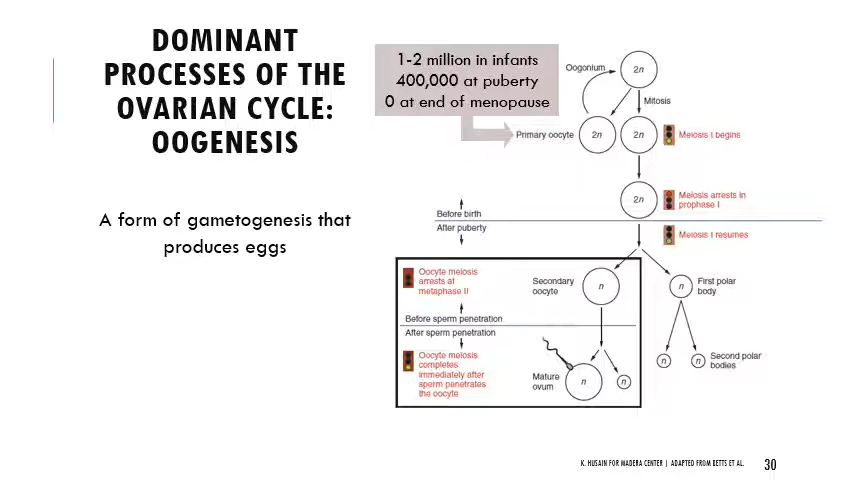 DOMINANT
PROCESSES OF THE
OVARIAN CYCLE:
OOGENESIS
A form of gametogenesis that
produces eggs
1-2 million in infants
400,000 at puberty
0 at end of menopause
Oogonium
2n
Mitosis
Primary oocyte
2n
2n
Meiosis I begins
2n
Meiosis arrests in
prophase I
Before birth
After puberty
Meiosis I resumes
Oocyte meiosis
arrests at
metaphase II
Secondary
oocyte
n
n
First polar
body
Before sperm penetration
After sperm penetration
Oocyte meiosis
completes
immediately after
sperm penetrates
the oocyte
Mature
ovum
n
n
n
n
Second polar
bodies
K. HUSAIN FOR MADERA CENTER | ADAPTED FROM BETTS ET AL.
30